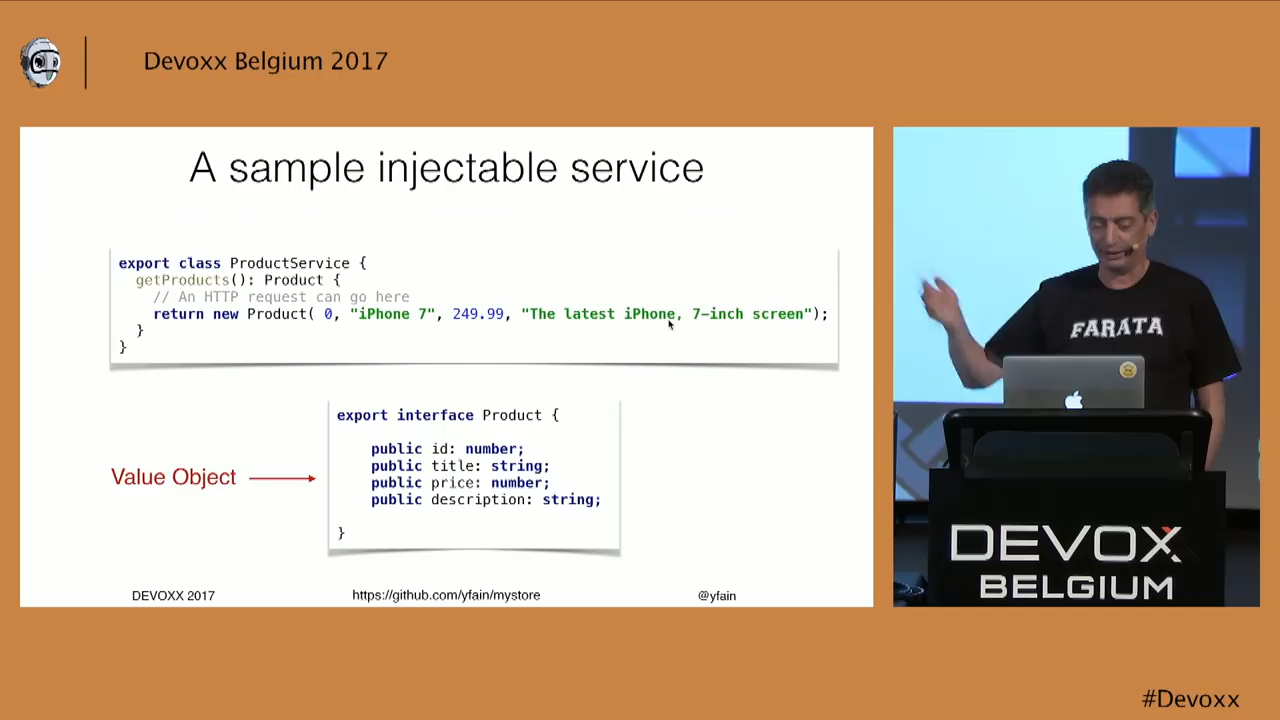 Devoxx Belgium 2017
A sample injectable service
export class ProductService {
getProducts(): Product {
// An HTTP request can go here
return new Product( 0, "iPhone 7", 249.99, "The latest iPhone, 7-inch screen");
}
}
Value Object
export interface Product {
public id: number;
public title: string;
public price: number;
public description: string;
}
DEVOXX 2017
https://github.com/yfain/mystore
@yfain
FARATA
DEVOXX
BELGIUM
#Devoxx